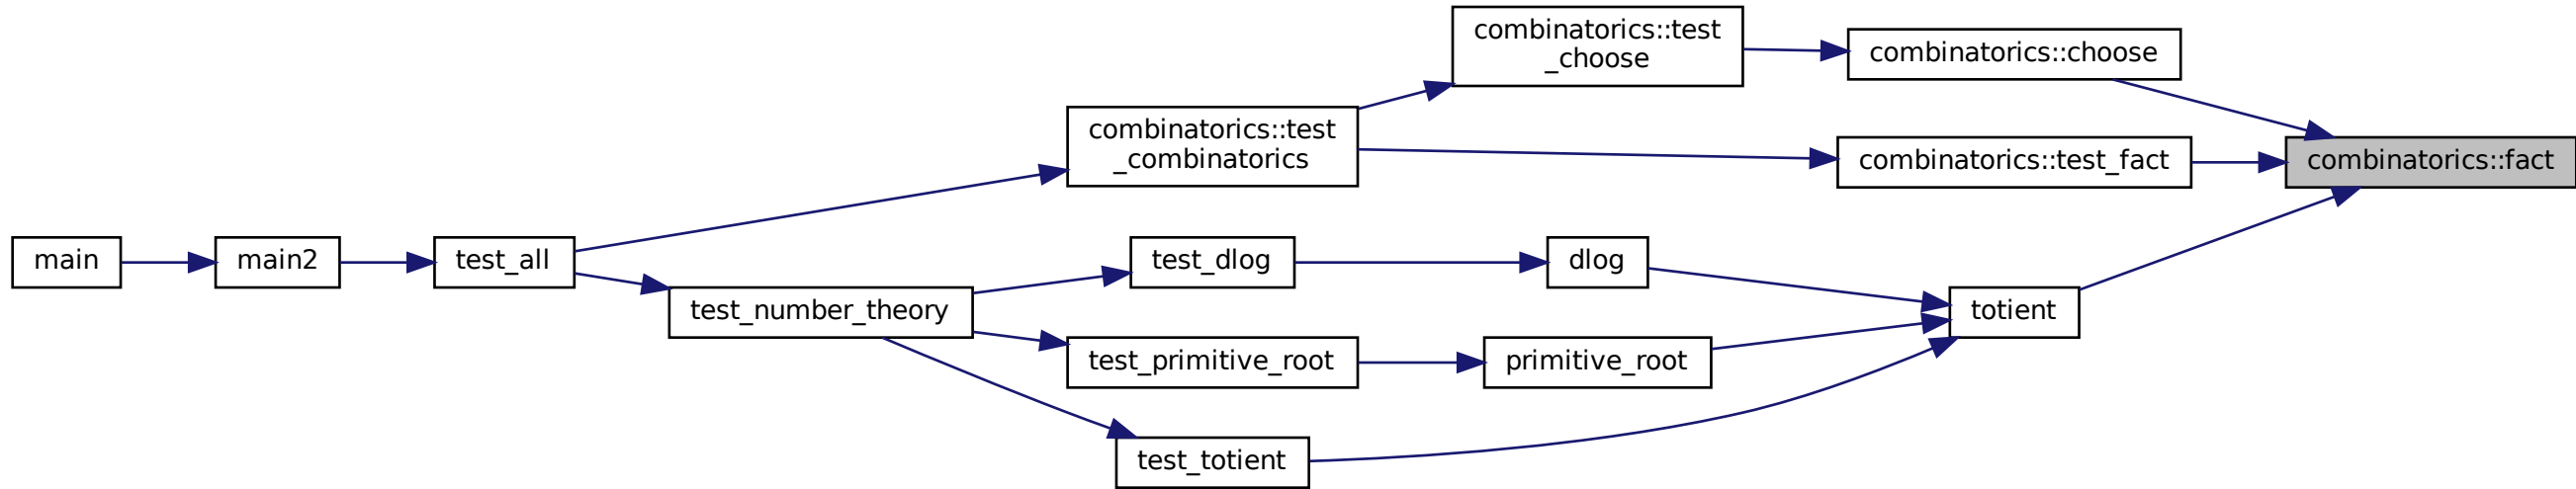 combinatorics::test
_choose
combinatorics::choose
combinatorics::test
_combinatorics
combinatorics::test_fact
combinatorics::fact
main
main2
test_all
test_dlog
dlog
test_number_theory
totient
test_primitive_root
primitive_root
test_totient